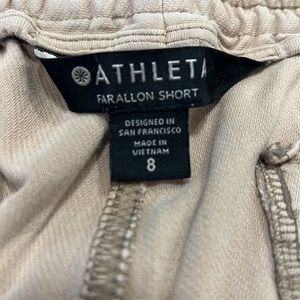 ATHLETA
FARALLON SHORT
DESIGNED IN
SAN FRANCISCO
MADE IN
VIETNAM
8